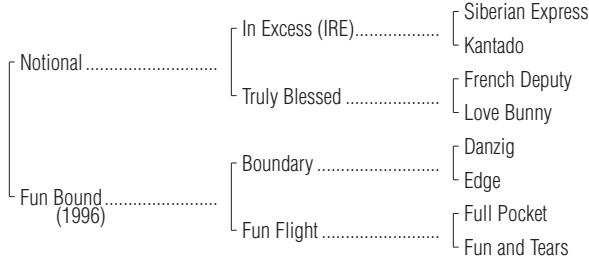 Siberian Express
In Excess (IRE)
Kantado
Notional
French Deputy
Truly Blessed
Love Bunny
Danzig
Boundary
Edge
Fun Bound
(1996)
Full Pocket
Fun Flight
Fun and Tears